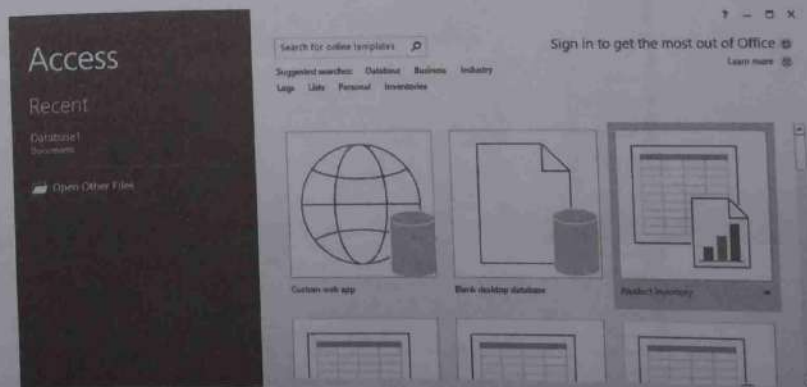 Access
Recent
Database1
Documents
Open Other Files
? – □ ×
Search for online templates
Suggested searches: Database Business Industry
Logs Lists Personal Inventories
Sign in to get the most out of Office
Learn more
Custom web app
Blank desktop database
Product inventory